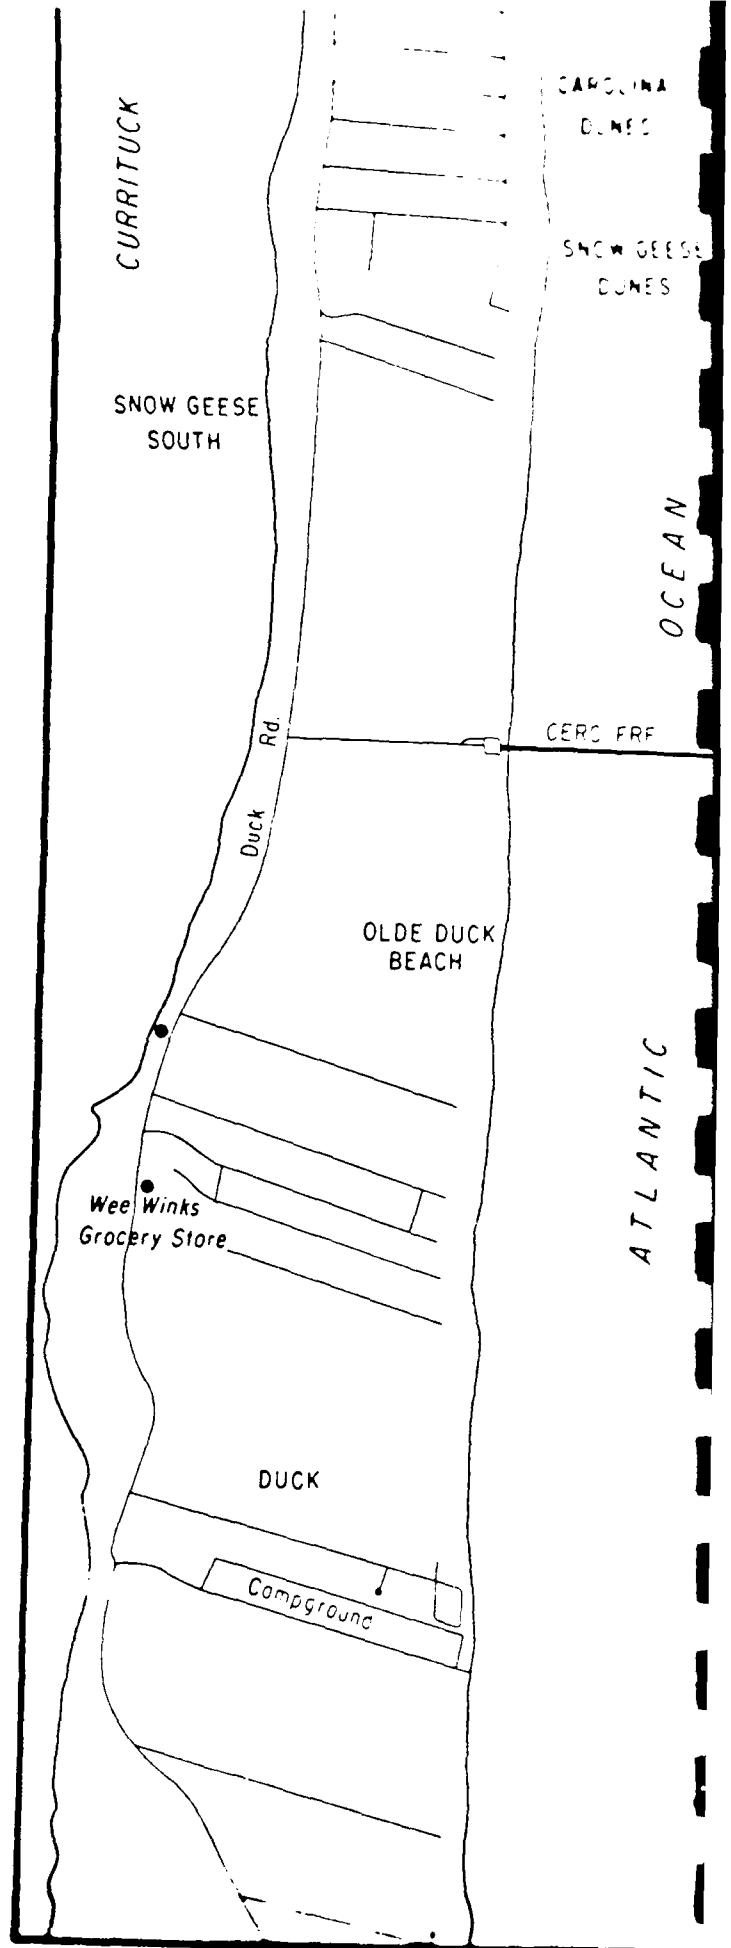 CAROLINA
DUNES
CURRITUCK
SNOW GEESE
DUNES
SNOW GEESE
SOUTH
OCEAN
Duck Rd.
CERC FRF
OLDE DUCK
BEACH
ATLANTIC
Wee Winks
Grocery Store
DUCK
Campground